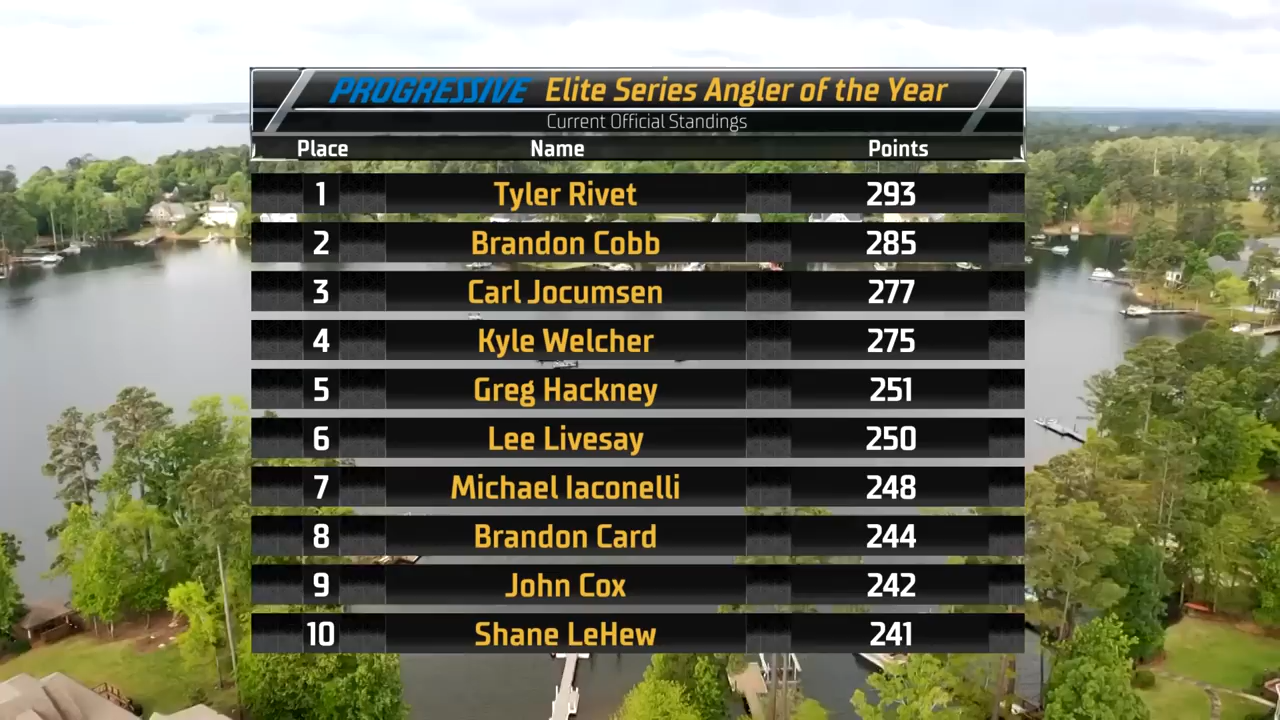 PROGRESSIVE Elite Series Angler of the Year
Current Official Standings
Place Name Points
1 Tyler Rivet 293
2 Brandon Cobb 285
3 Carl Jocumsen 277
4 Kyle Welcher 275
5 Greg Hackney 251
6 Lee Livesay 250
7 Michael Iaconelli 248
8 Brandon Card 244
9 John Cox 242
10 Shane LeHew 241